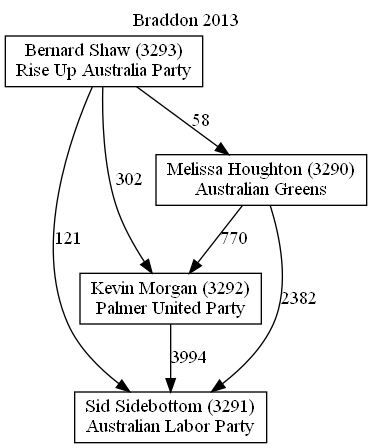 Braddon 2013
Bernard Shaw (3293)
Rise Up Australia Party
58
Melissa Houghton (3290)
Australian Greens
302
121
770
Kevin Morgan (3292)
Palmer United Party
2382
3994
Sid Sidebottom (3291)
Australian Labor Party